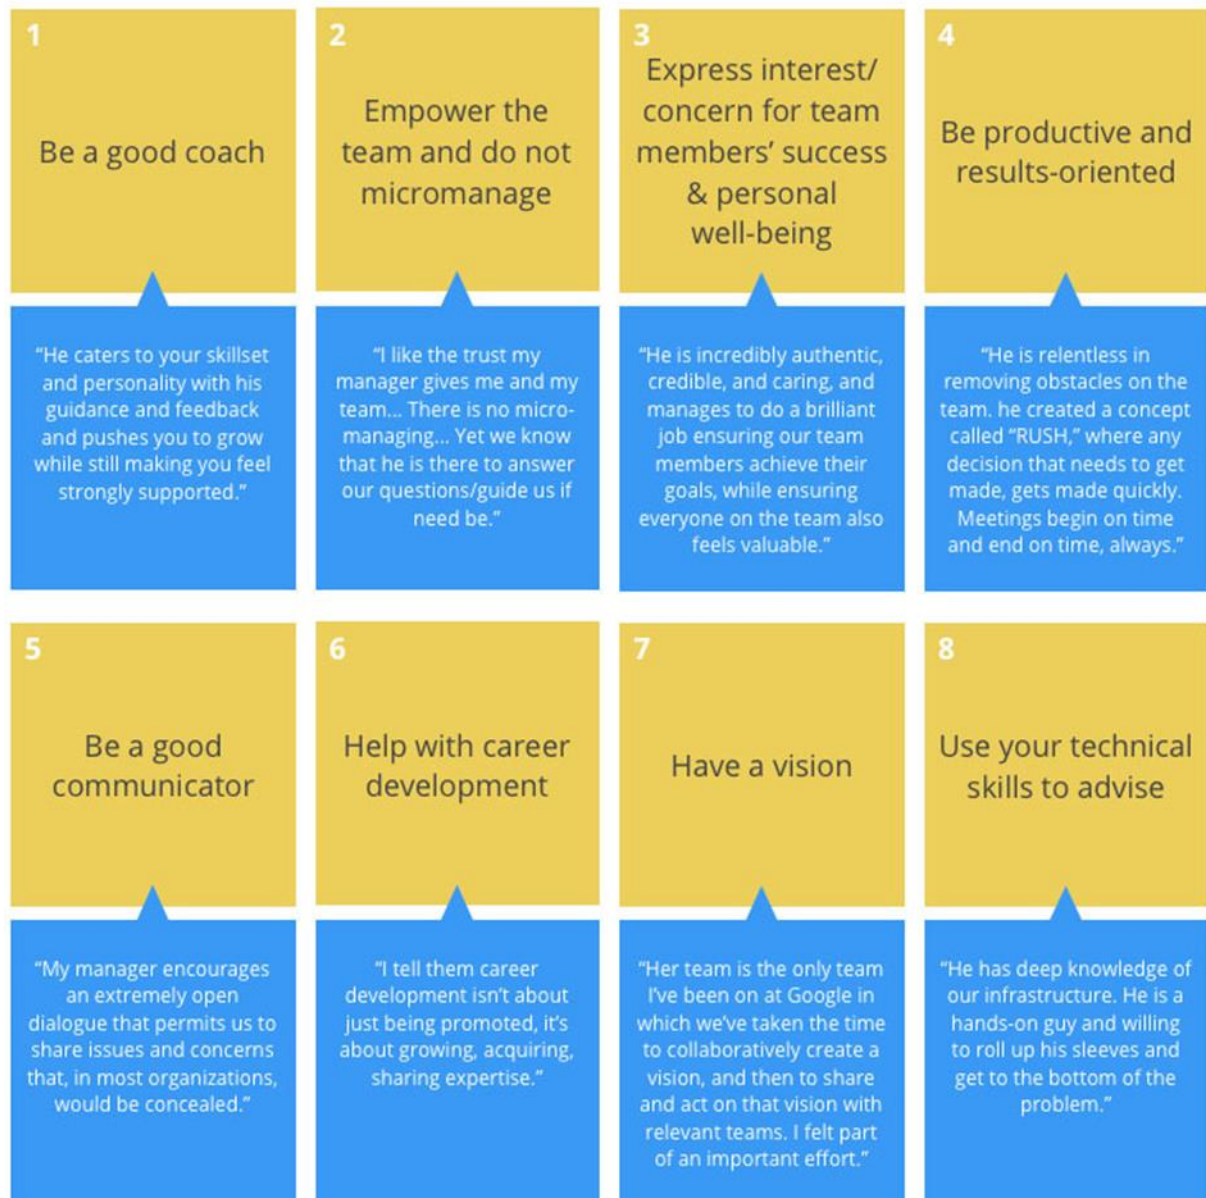 1
Be a good coach
“He caters to your skillset
and personality with his
guidance and feedback
and pushes you to grow
while still making you feel
strongly supported.”
2
Empower the
team and do not
micromanage
“I like the trust my
manager gives me and my
team... There is no micro-
managing... Yet we know
that he is there to answer
our questions/guide us if
need be.”
3
Express interest/
concern for team
members’ success
& personal
well-being
“He is incredibly authentic,
credible, and caring, and
manages to do a brilliant
job ensuring our team
members achieve their
goals, while ensuring
everyone on the team also
feels valuable.”
4
Be productive and
results-oriented
“He is relentless in
removing obstacles on the
team. he created a concept
called “RUSH,” where any
decision that needs to get
made, gets made quickly.
Meetings begin on time
and end on time, always.”
5
Be a good
communicator
“My manager encourages
an extremely open
dialogue that permits us to
share issues and concerns
that, in most organizations,
would be concealed.”
6
Help with career
development
“I tell them career
development isn’t about
just being promoted, it’s
about growing, acquiring,
sharing expertise.”
7
Have a vision
“Her team is the only team
I’ve been on at Google in
which we’ve taken the time
to collaboratively create a
vision, and then to share
and act on that vision with
relevant teams. I felt part
of an important effort.”
8
Use your technical
skills to advise
“He has deep knowledge of
our infrastructure. He is a
hands-on guy and willing
to roll up his sleeves and
get to the bottom of the
problem.”